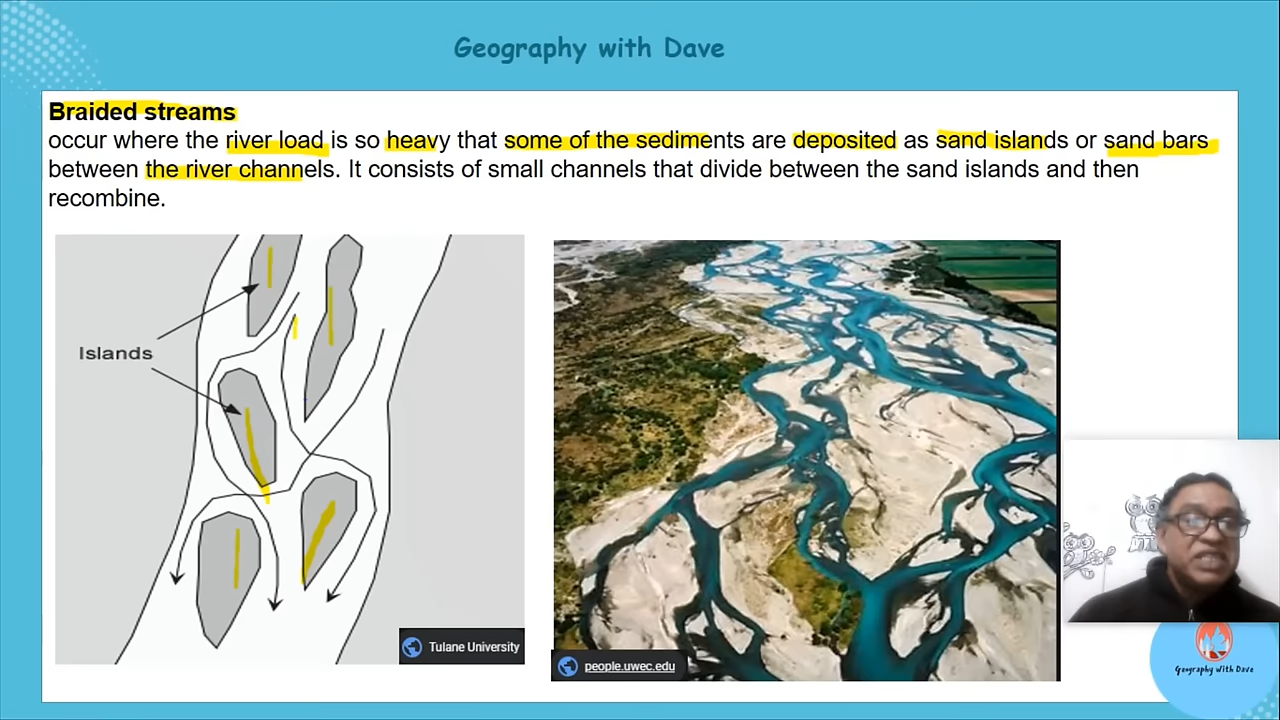 Geography with Dave
Braided streams
occur where the river load is so heavy that some of the sediments are deposited as sand islands or sand bars
between the river channels. It consists of small channels that divide between the sand islands and then
recombine.
Islands
Tulane University
people.uwec.edu
Geography with Dave